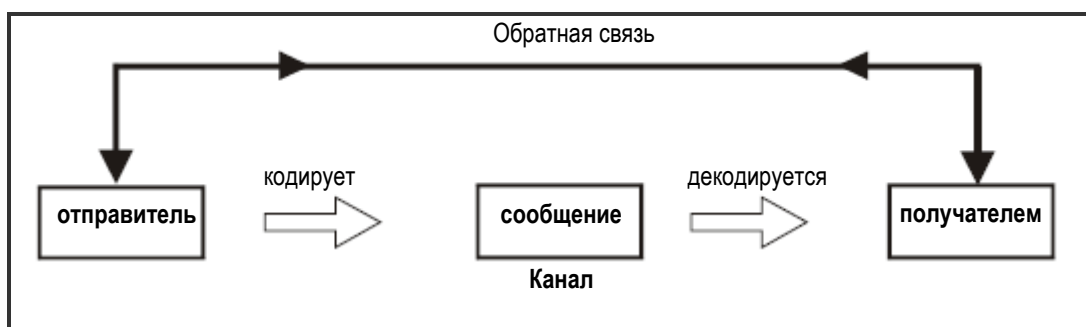 Обратная связь
кодирует
декодируется
отправитель
сообщение
получателем
Канал